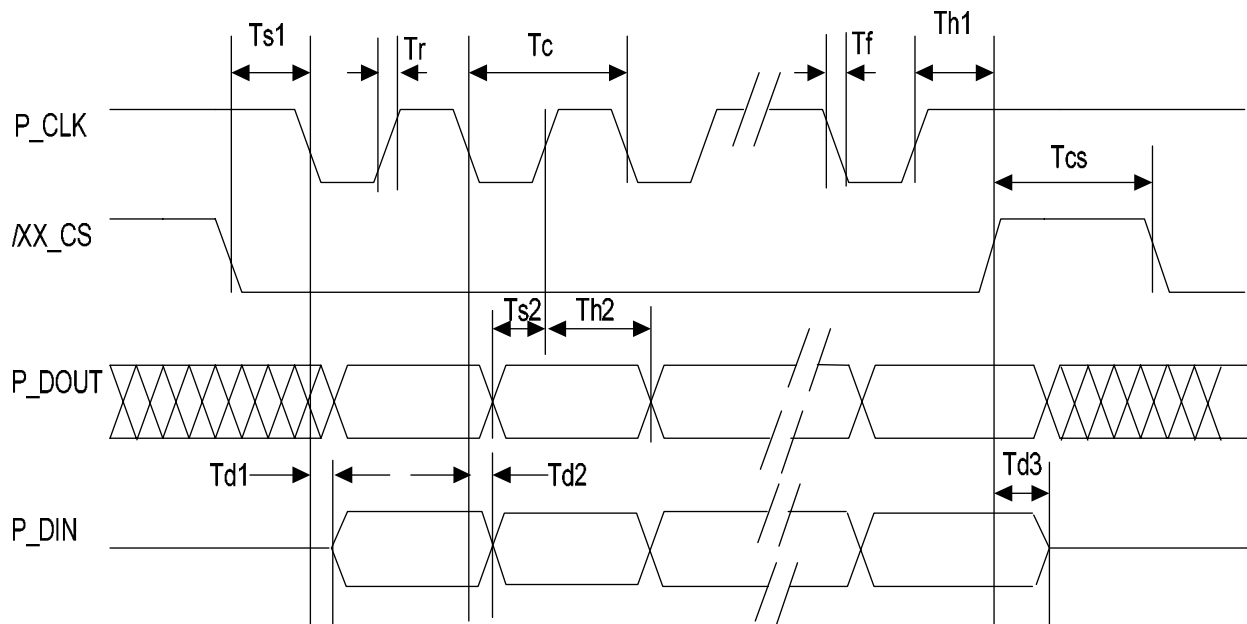 Ts1
Tr
Tc
Tf
Th1
P_CLK
Tcs
/XX_CS
Ts2
Th2
P_DOUT
Td1
Td2
Td3
P_DIN